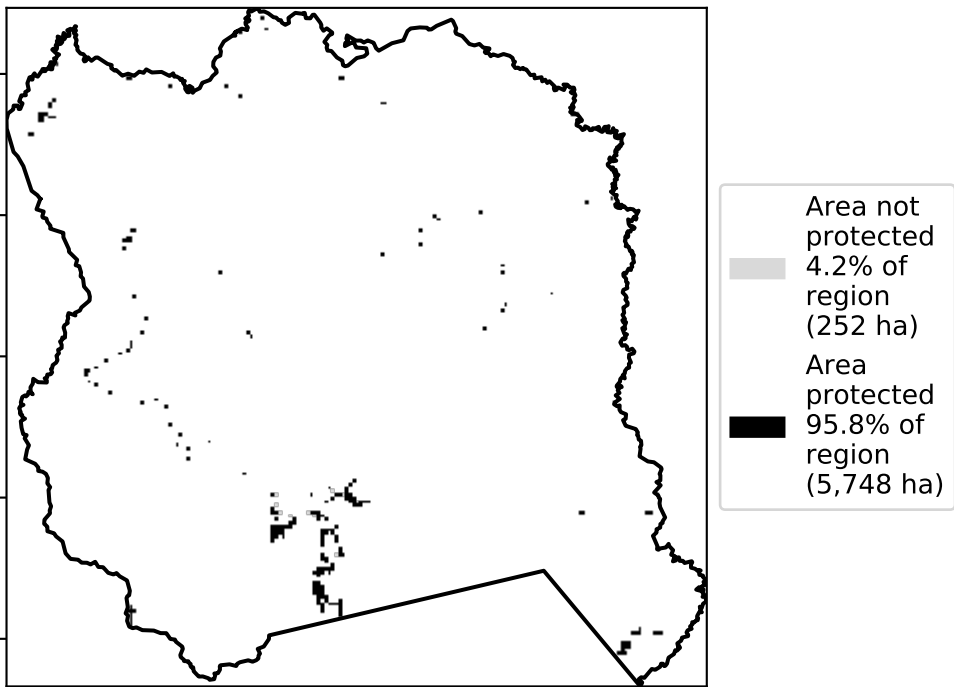 Area not
protected
4.2% of
region
(252 ha)
Area
protected
95.8% of
region
(5,748 ha)